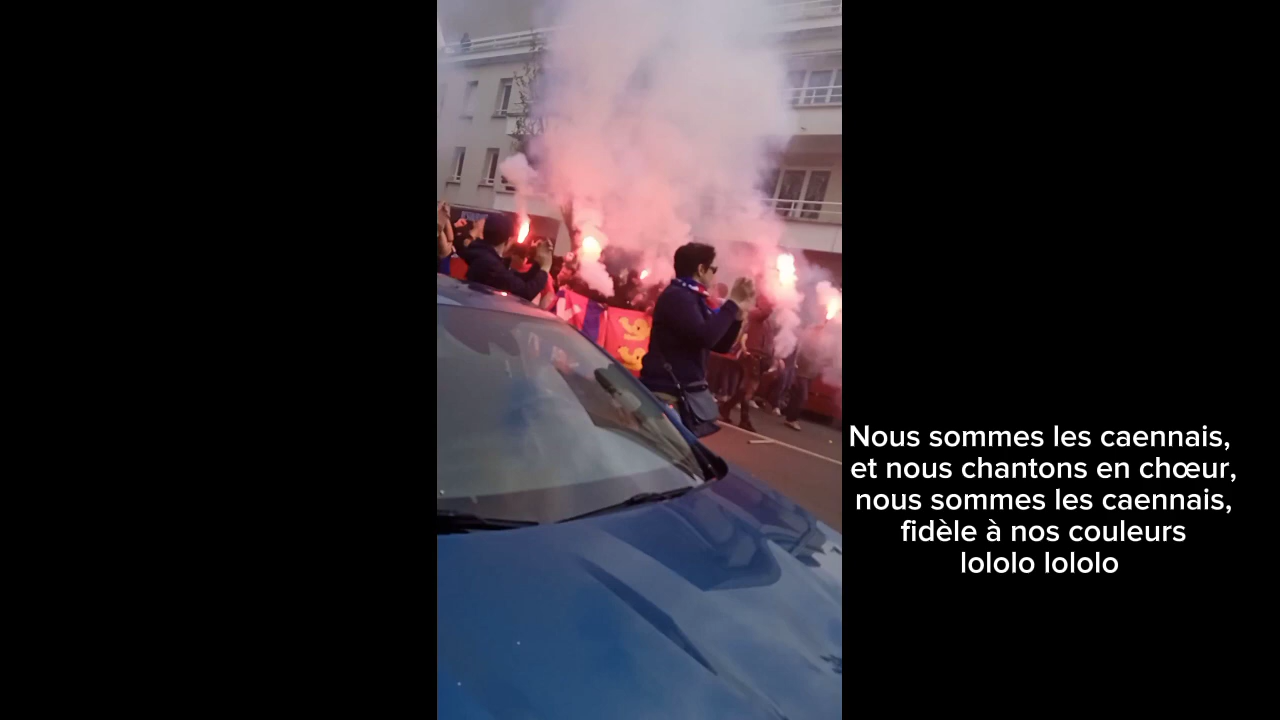 Nous sommes les caennais,
et nous chantons en chœur,
nous sommes les caennais,
fidèle à nos couleurs
lololo lololo